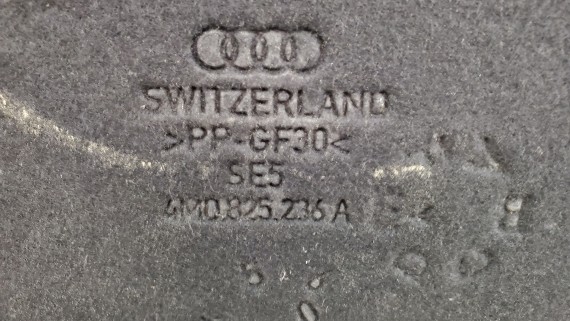 SWITZERLAND
>PP-GF30<
SE5
4M0.825.236 A